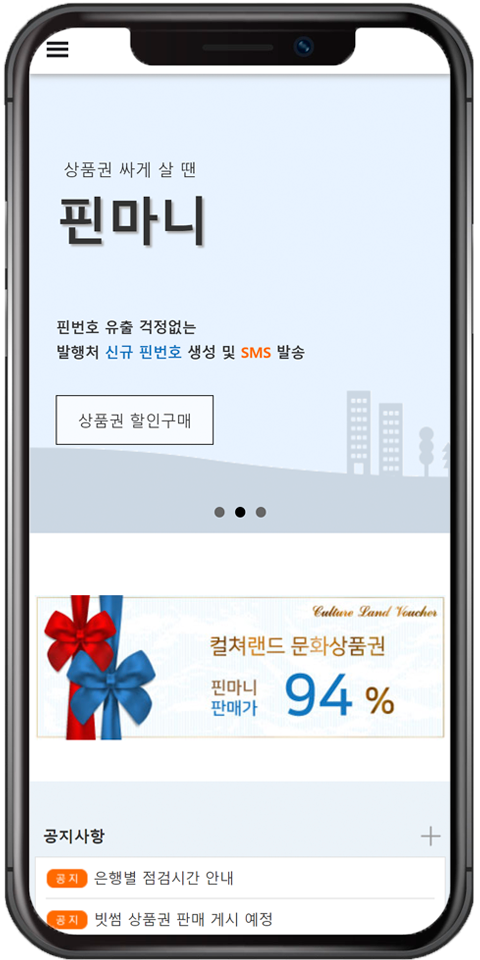 상품권 싸게 살 땐
핀마니
핀번호 유출 걱정없는
발행처 신규 핀번호 생성 및 SMS 발송
상품권 할인구매
Culture Land Voucher
컬쳐랜드 문화상품권
핀마니
판매가 94 %
공지사항
공지 은행별 점검시간 안내
공지 빗썸 상품권 판매 게시 예정